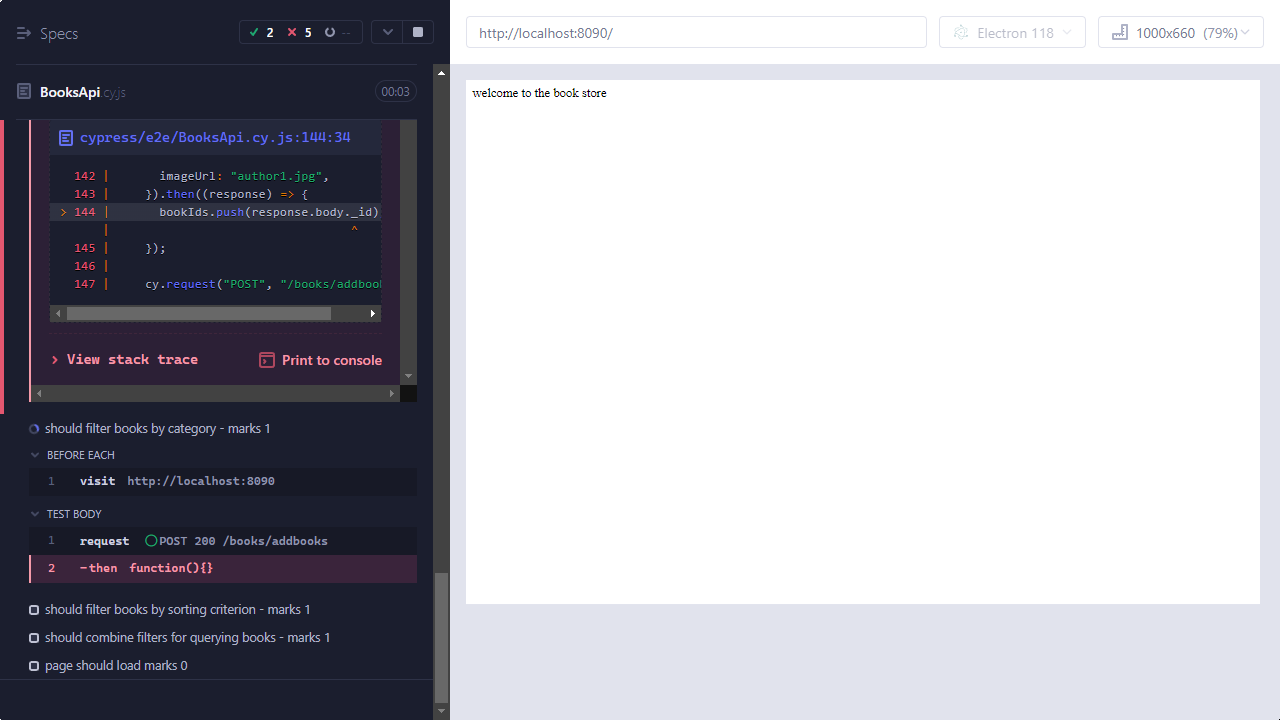 Specs
2 5 --
http://localhost:8090/
Electron 118
1000x660 (79%)
BooksApi.cy.js
00:03
welcome to the book store
cypress/e2e/BooksApi.cy.js:144:34
142 | imageUrl: "author1.jpg",
143 | }).then((response) => {
> 144 | bookIds.push(response.body._id)
| ^
145 | });
146 |
147 | cy.request("POST", "/books/addbook
> View stack trace
Print to console
should filter books by category - marks 1
BEFORE EACH
1 visit http://localhost:8090
TEST BODY
1 request POST 200 /books/addbooks
2 -then function(){}
should filter books by sorting criterion - marks 1
should combine filters for querying books - marks 1
page should load marks 0